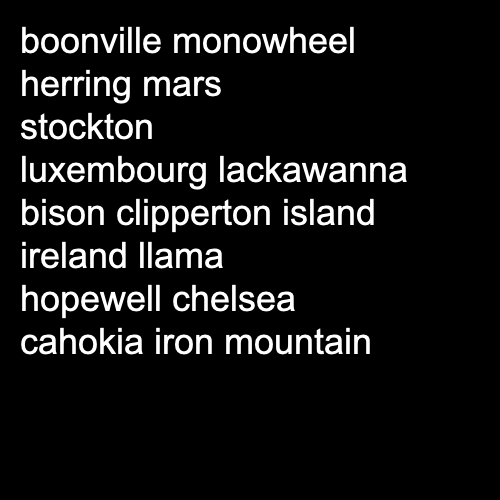 boonville monowheel
herring mars
stockton
luxembourg lackawanna
bison clipperton island
ireland llama
hopewell chelsea
cahokia iron mountain